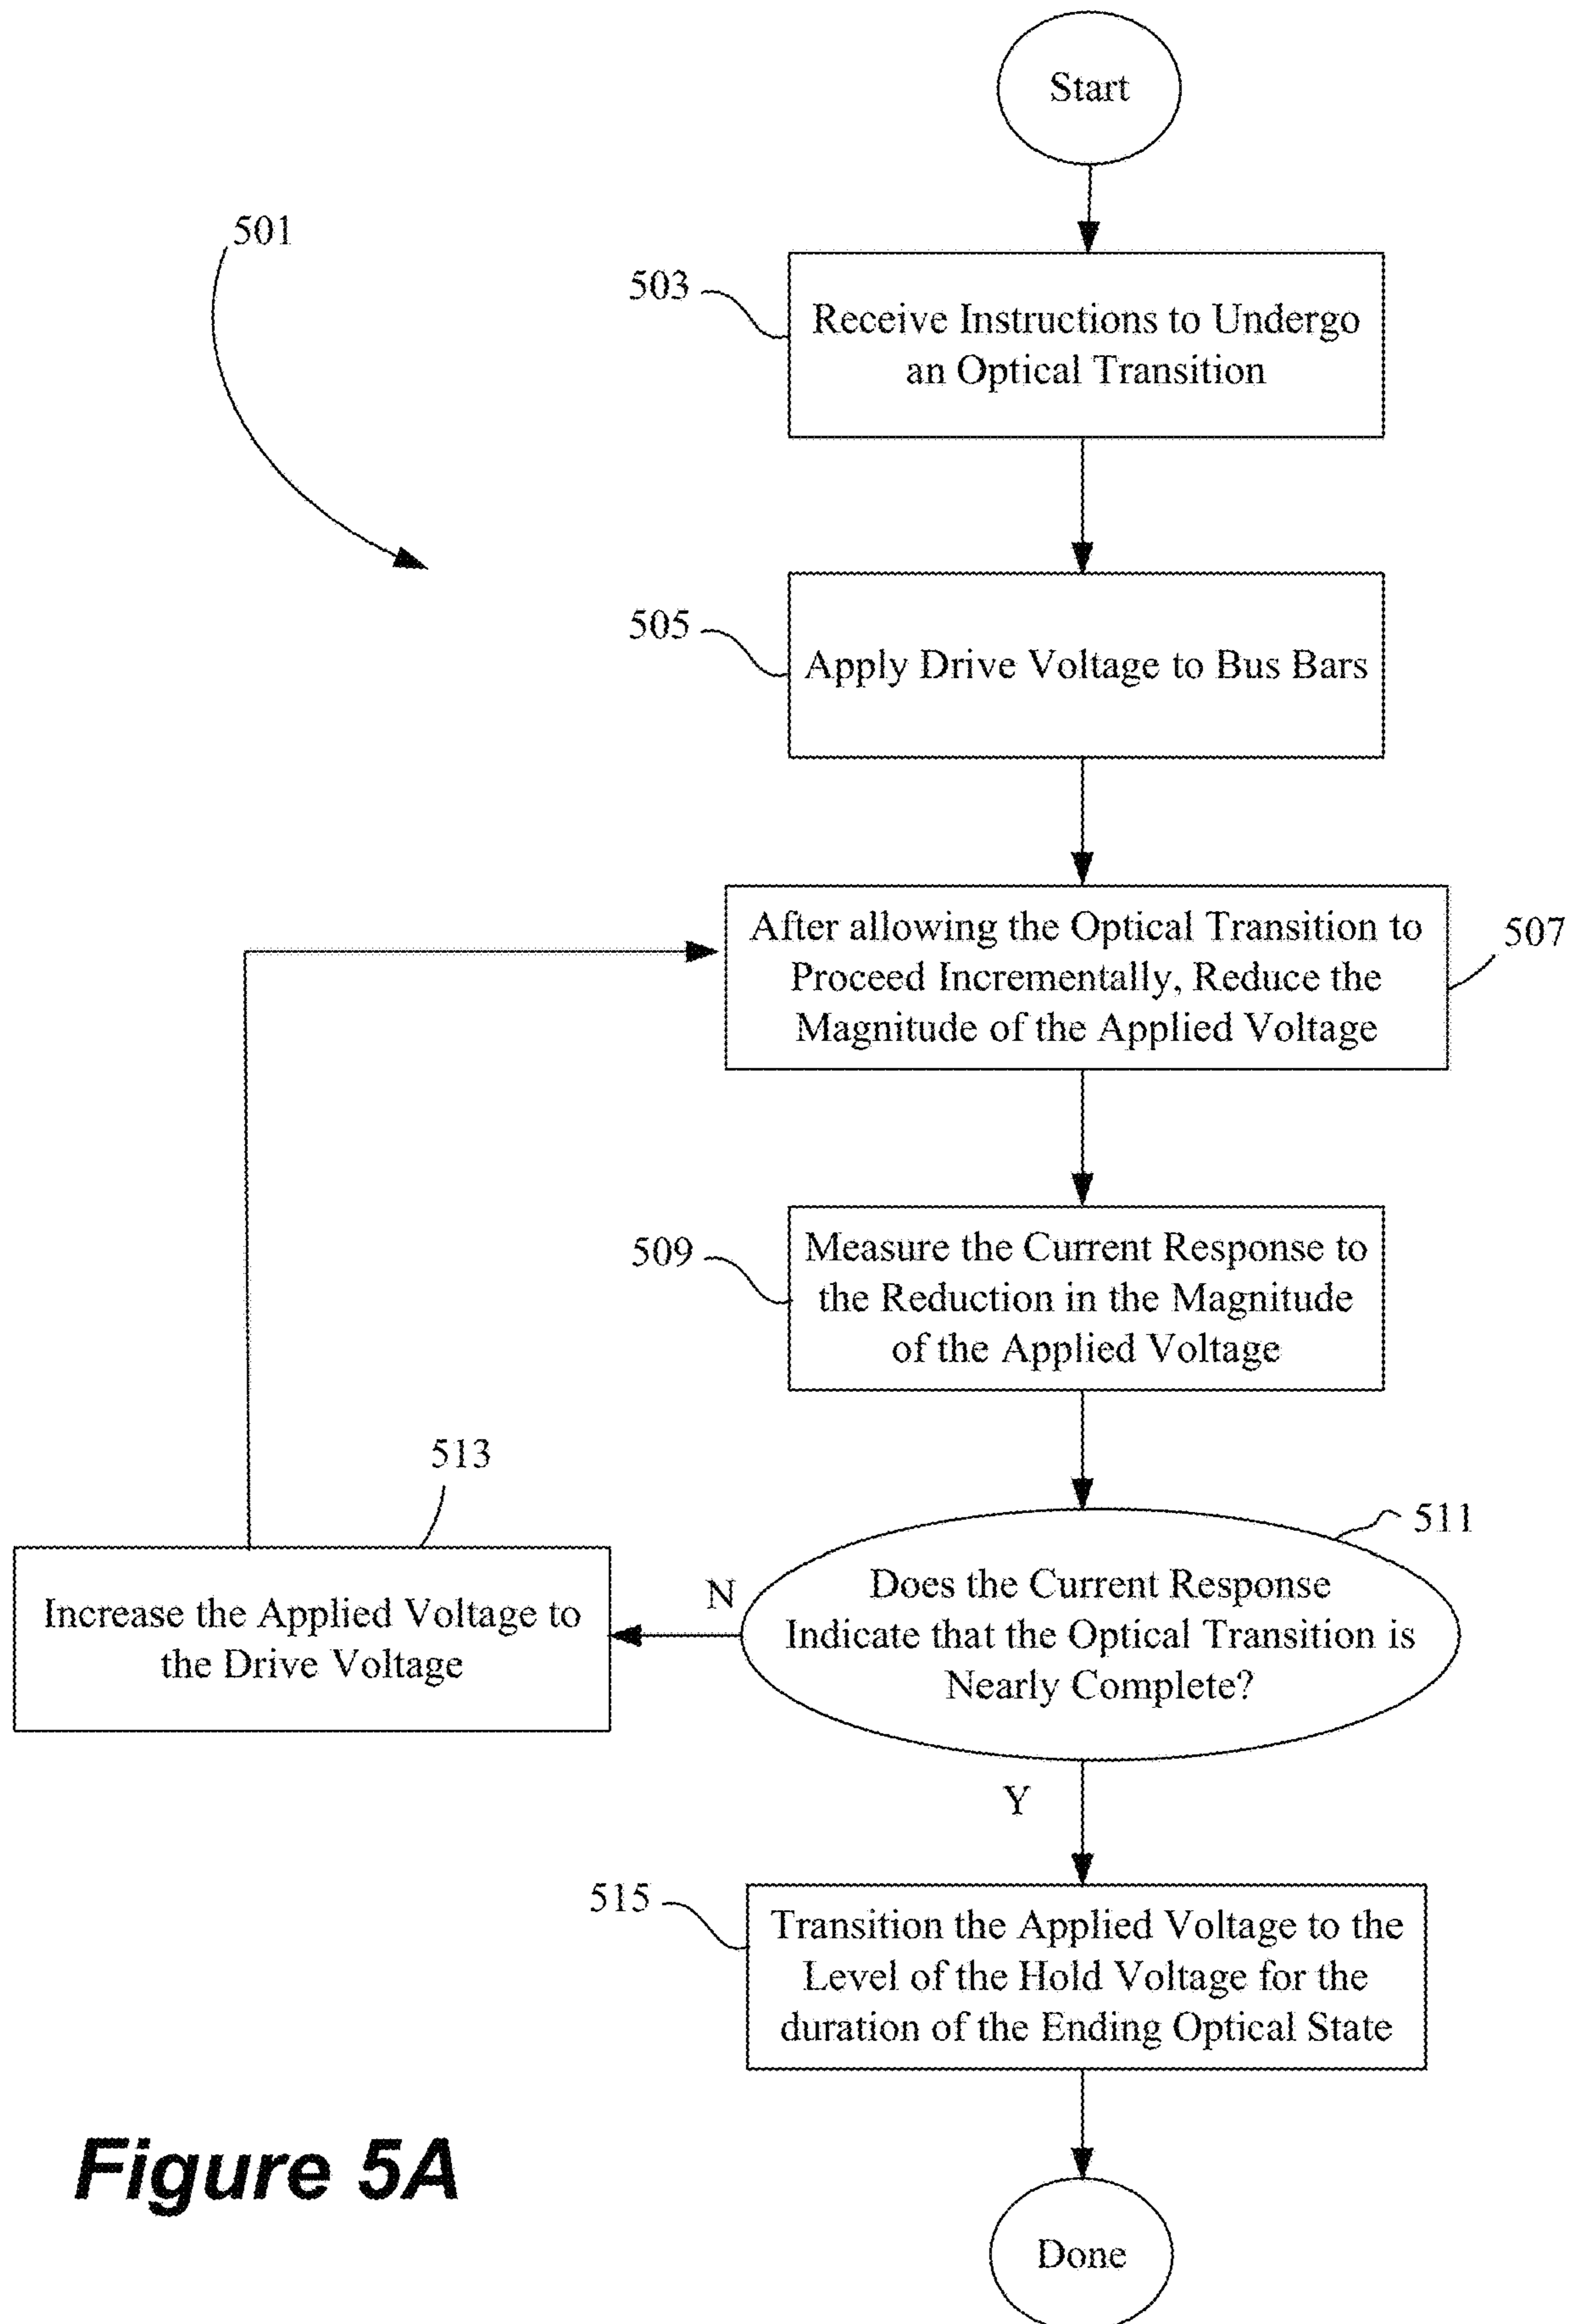 Start
501
503
Receive Instructions to Undergo
an Optical Transition
505
Apply Drive Voltage to Bus Bars
After allowing the Optical Transition to
Proceed Incrementally, Reduce the
Magnitude of the Applied Voltage
507
509
Measure the Current Response to
the Reduction in the Magnitude
of the Applied Voltage
513
511
Increase the Applied Voltage to
the Drive Voltage
N
Does the Current Response
Indicate that the Optical Transition is
Nearly Complete?
Y
515
Transition the Applied Voltage to the
Level of the Hold Voltage for the
duration of the Ending Optical State
Figure 5A
Done